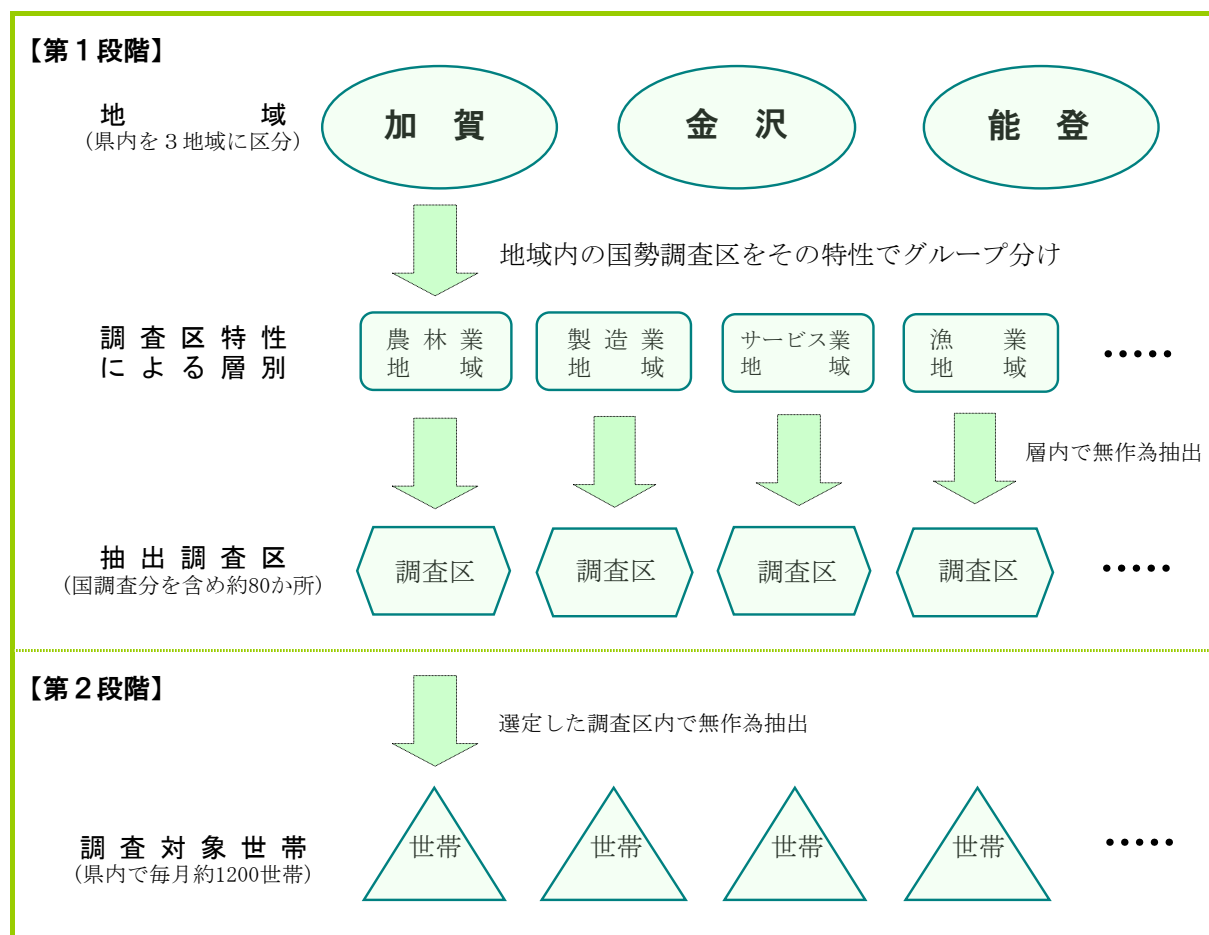 【第１段階】
地域
(県内を３地域に区分)
加賀
金沢
能登
地域内の国勢調査区をその特性でグループ分け
調査区特性
による層別
農林業
地域
製造業
地域
サービス業
地域
漁業
地域
•••••
層内で無作為抽出
抽出調査区
(国調査分を含め約80か所)
調査区
調査区
調査区
調査区
•••••
【第２段階】
選定した調査区内で無作為抽出
調査対象世帯
(県内で毎月約1200世帯)
世帯
世帯
世帯
世帯
•••••